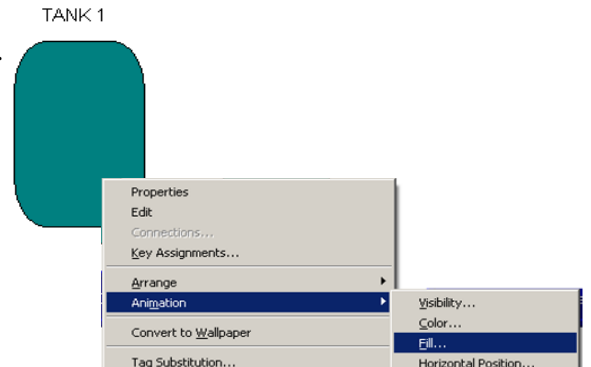 TANK 1
Properties
Edit
Connections...
Key Assignments...
Arrange
Animation
Visibility...
Color...
Convert to Wallpaper
Fill...
Tag Substitution...
Horizontal Position...